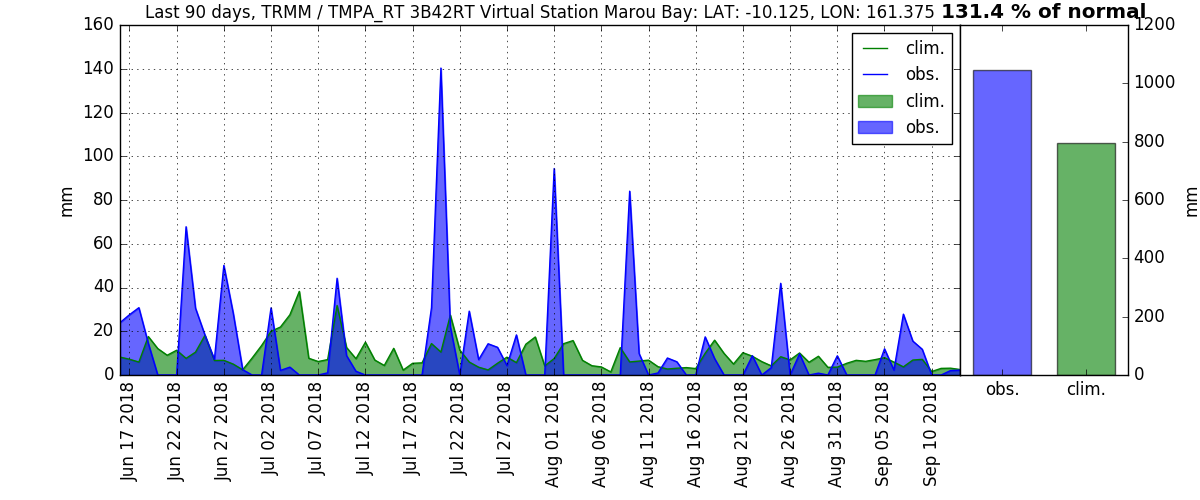 Last 90 days, TRMM / TMPA_RT 3B42RT Virtual Station Marou Bay: LAT: -10.125, LON: 161.375 131.4 % of normal
160
140
120
100
80
60
40
20
0
mm
clim.
obs.
clim.
obs.
1200
1000
800
600
400
200
0
mm
Jun 17 2018
Jun 22 2018
Jun 27 2018
Jul 02 2018
Jul 07 2018
Jul 12 2018
Jul 17 2018
Jul 22 2018
Jul 27 2018
Aug 01 2018
Aug 06 2018
Aug 11 2018
Aug 16 2018
Aug 21 2018
Aug 26 2018
Aug 31 2018
Sep 05 2018
Sep 10 2018
obs.
clim.